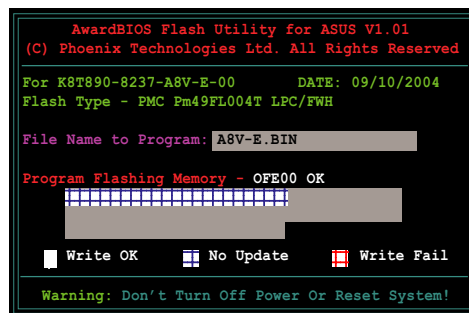 AwardBIOS Flash Utility for ASUS V1.01
(C) Phoenix Technologies Ltd. All Rights Reserved
For K8T890-8237-A8V-E-00 DATE: 09/10/2004
Flash Type - PMC Pm49FL004T LPC/FWH
File Name to Program: A8V-E.BIN
Program Flashing Memory - OFE00 OK
Write OK No Update Write Fail
Warning: Don't Turn Off Power Or Reset System!